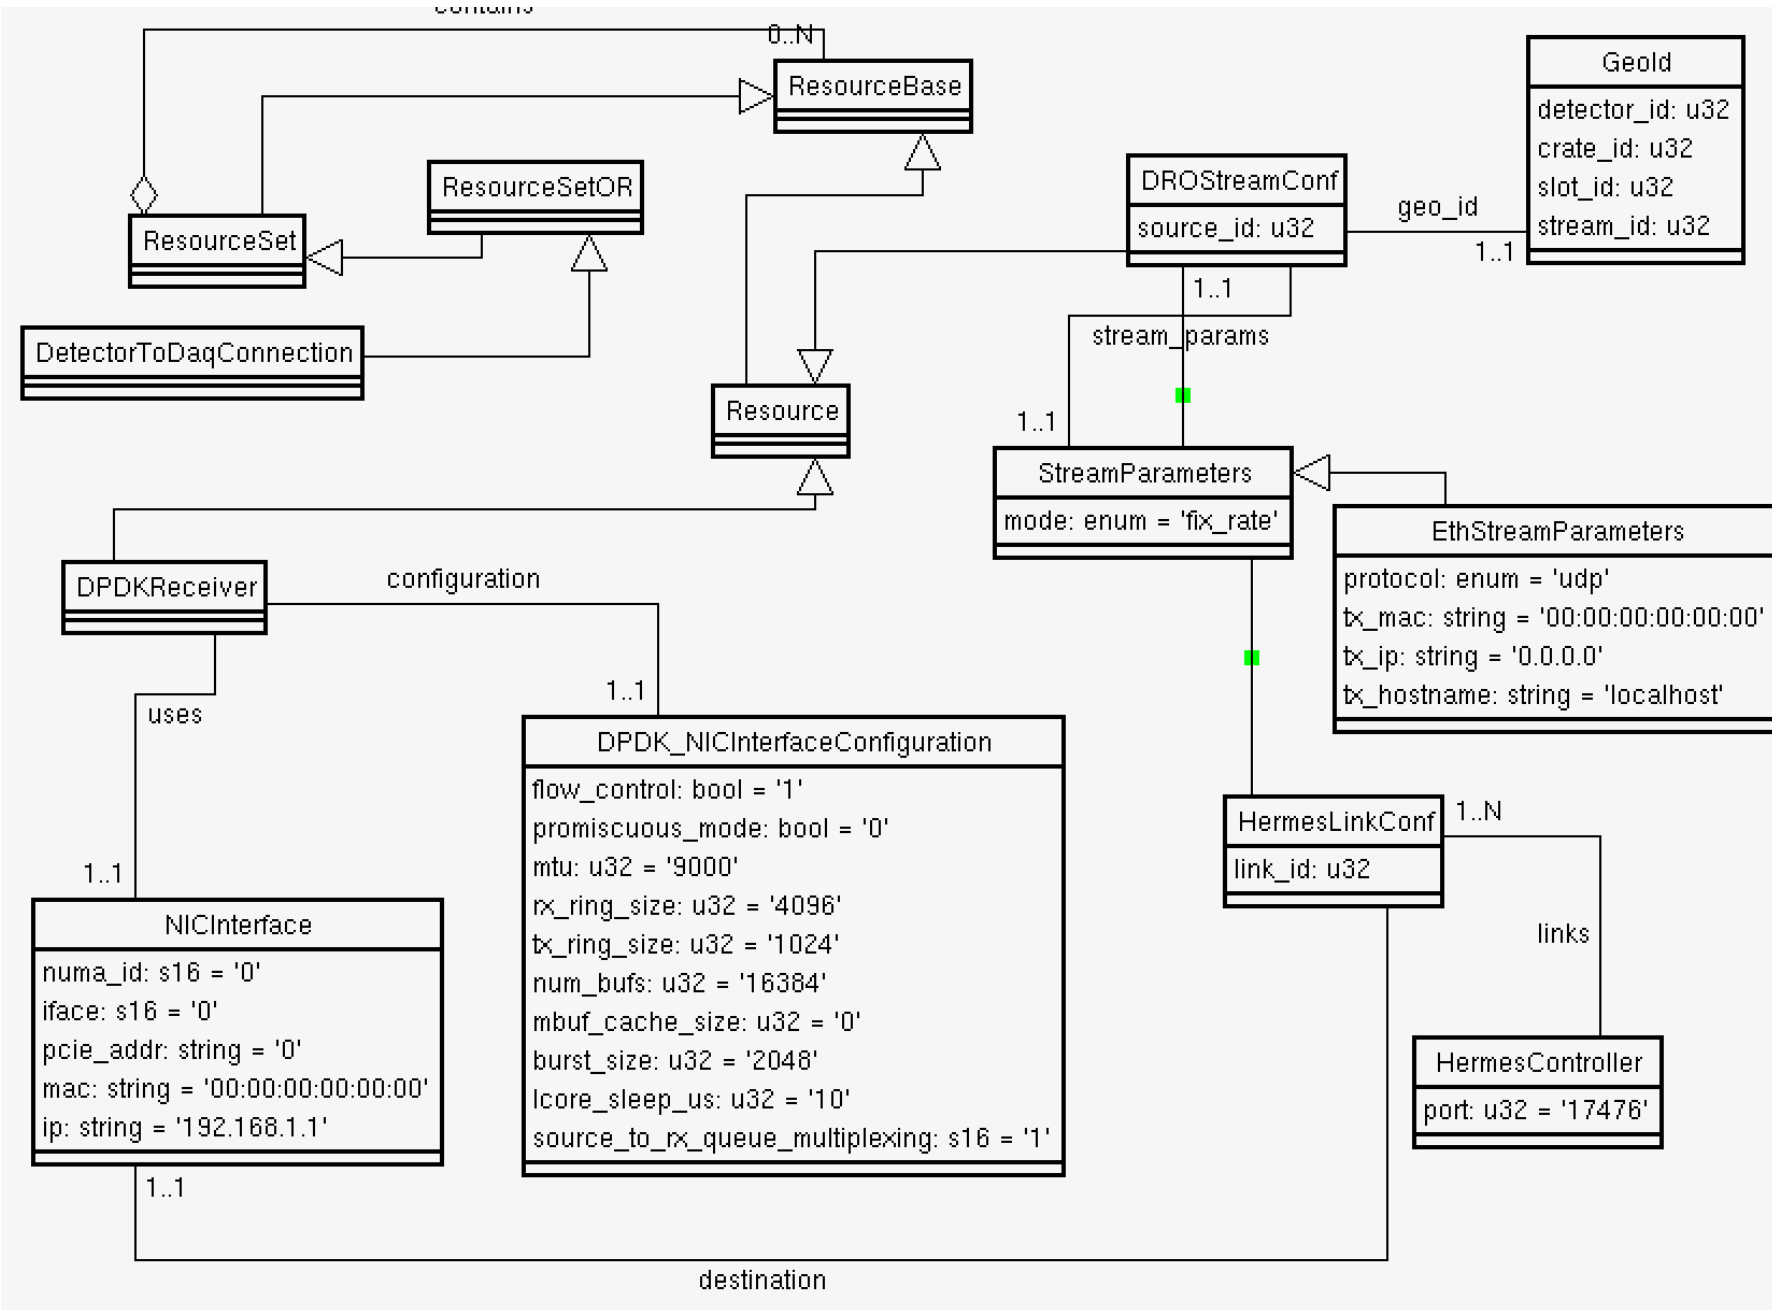 contains
0..N
ResourceBase
GeoId
detector_id: u32
crate_id: u32
slot_id: u32
stream_id: u32
ResourceSetOR
DROStreamConf
source_id: u32
geo_id
1..1
ResourceSet
1..1
stream_params
DetectorToDaqConnection
Resource
1..1
StreamParameters
mode: enum = 'fix_rate'
EthStreamParameters
protocol: enum = 'udp'
tx_mac: string = '00:00:00:00:00:00'
tx_ip: string = '0.0.0.0'
tx_hostname: string = 'localhost'
DPDKReceiver
configuration
1..1
uses
DPDK_NICInterfaceConfiguration
flow_control: bool = '1'
promiscuous_mode: bool = '0'
mtu: u32 = '9000'
rx_ring_size: u32 = '4096'
tx_ring_size: u32 = '1024'
num_bufs: u32 = '16384'
mbuf_cache_size: u32 = '0'
burst_size: u32 = '2048'
lcore_sleep_us: u32 = '10'
source_to_rx_queue_multiplexing: s16 = '1'
HermesLinkConf
link_id: u32
1..N
links
1..1
NICInterface
numa_id: s16 = '0'
iface: s16 = '0'
pcie_addr: string = '0'
mac: string = '00:00:00:00:00:00'
ip: string = '192.168.1.1'
HermesController
port: u32 = '17476'
1..1
destination